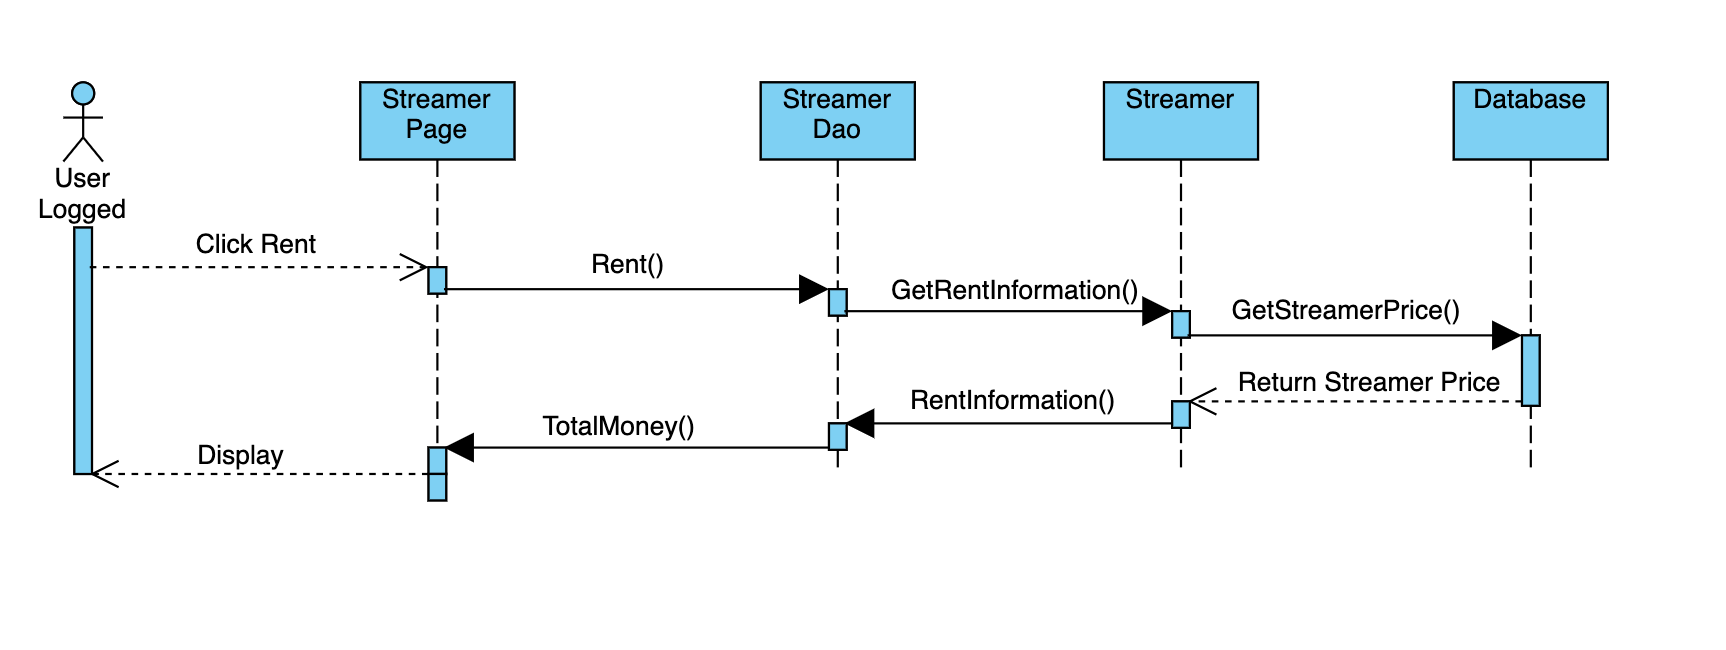 Streamer
Page
Streamer
Dao
Streamer
Database
User
Logged
Click Rent
Rent()
GetRentInformation()
GetStreamerPrice()
Return Streamer Price
RentInformation()
TotalMoney()
Display